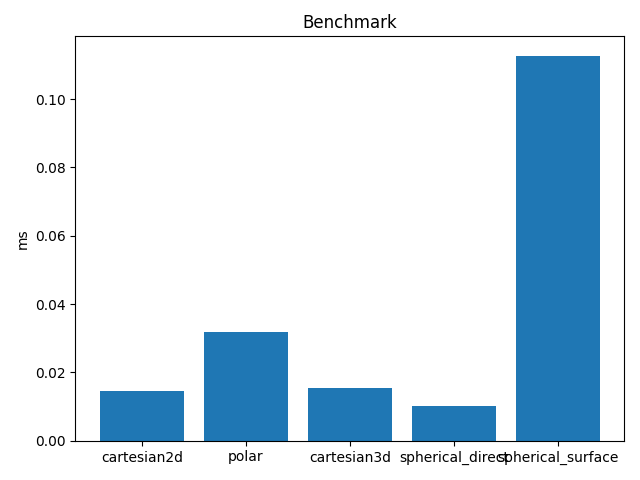 Benchmark
ms
0.10
0.08
0.06
0.04
0.02
0.00
cartesian2d polar cartesian3d spherical_direct spherical_surface